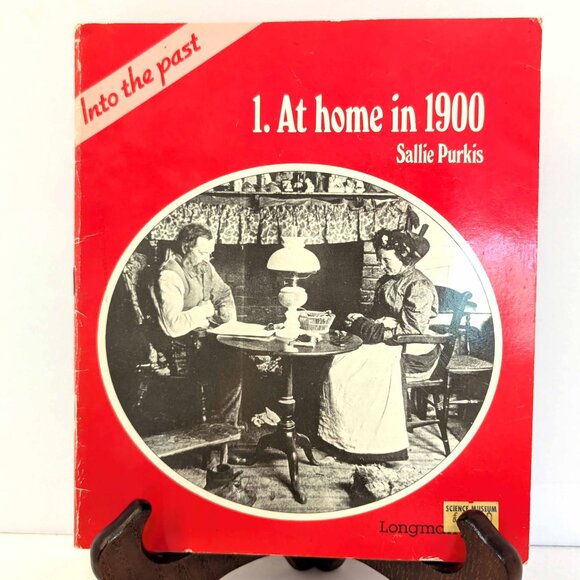 Into the past
1. At home in 1900
Sallie Purkis
SCIENCE MUSEUM